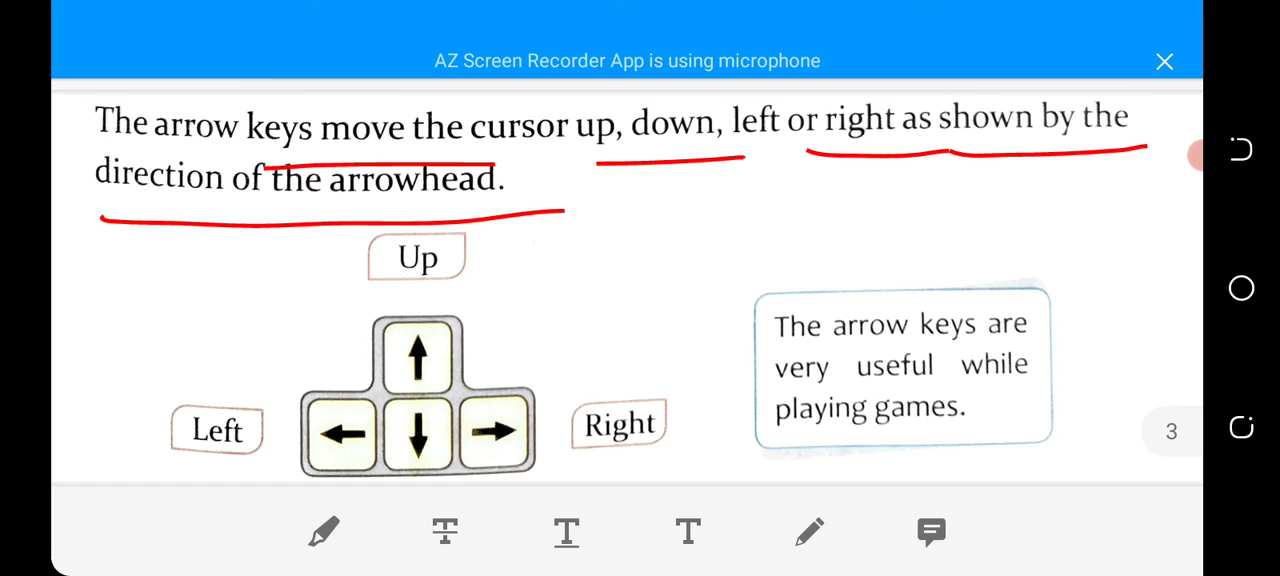 AZ Screen Recorder App is using microphone
The arrow keys move the cursor up, down, left or right as shown by the
direction of the arrowhead.
Up
The arrow keys are
very useful while
playing games.
Left
Right
3
T
T
T